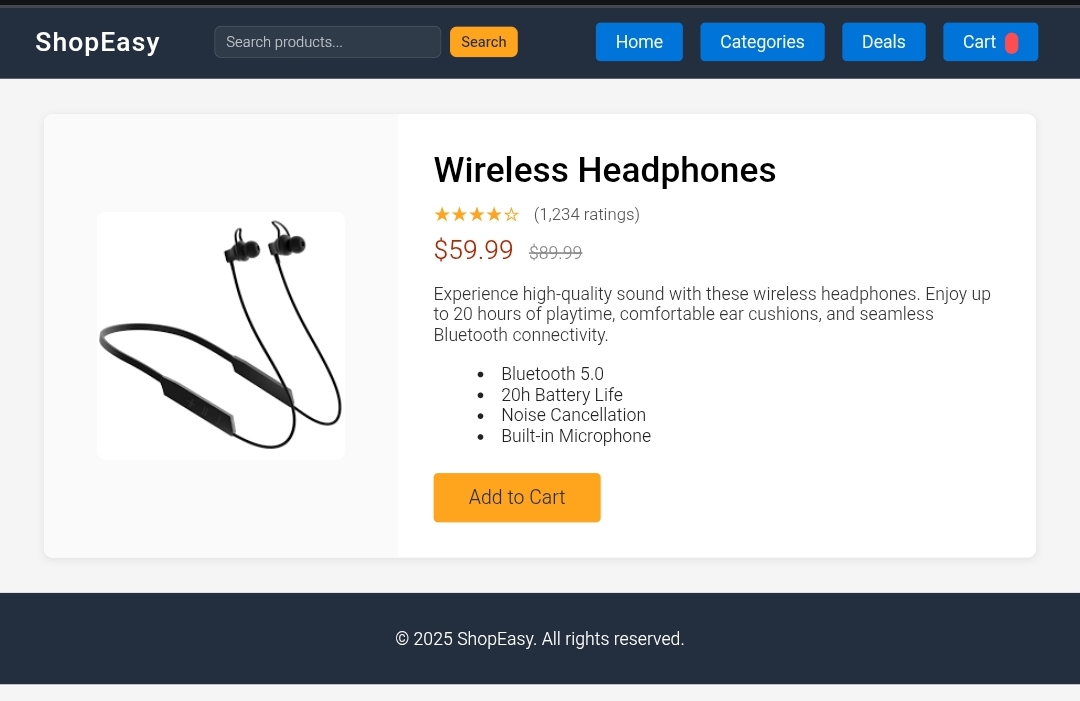 ShopEasy
Search products...
Search
Home
Categories
Deals
Cart
Wireless Headphones
★★★★☆ (1,234 ratings)
$59.99 $89.99
Experience high-quality sound with these wireless headphones. Enjoy up
to 20 hours of playtime, comfortable ear cushions, and seamless
Bluetooth connectivity.
• Bluetooth 5.0
• 20h Battery Life
• Noise Cancellation
• Built-in Microphone
Add to Cart
© 2025 ShopEasy. All rights reserved.